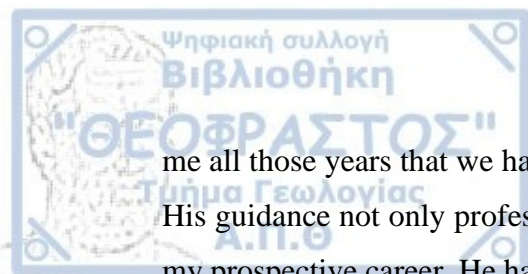 Ψηφιακή συλλογή
Βιβλιοθήκη
"ΘΕΟΦΡΑΣΤΟΣ"
me all those years that we ha
Τμήμα Γεωλογίας
His guidance not only profes
Α.Π.Θ
my prospective career. He ha